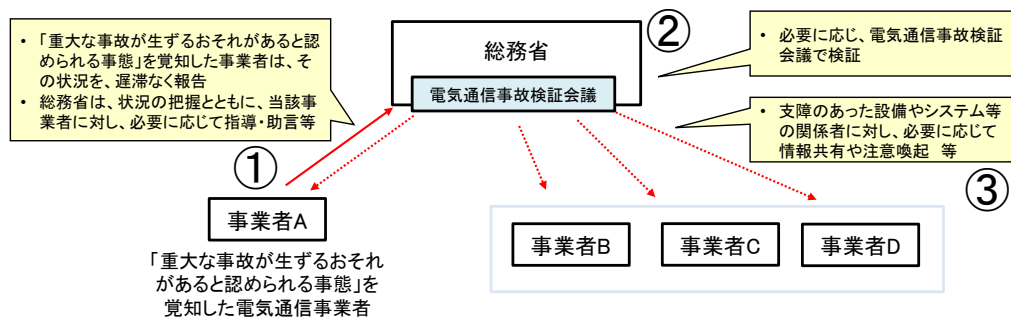 • 「重大な事故が生ずるおそれがあると認
められる事態」を覚知した事業者は、そ
の状況を、遅滞なく報告
• 総務省は、状況の把握とともに、当該事
業者に対し、必要に応じて指導・助言等
①
総務省
電気通信事故検証会議
②
• 必要に応じ、電気通信事故検証
会議で検証
• 支障のあった設備やシステム等
の関係者に対し、必要に応じて
情報共有や注意喚起 等
③
事業者A
「重大な事故が生ずるおそれ
があると認められる事態」を
覚知した電気通信事業者
事業者B
事業者C
事業者D